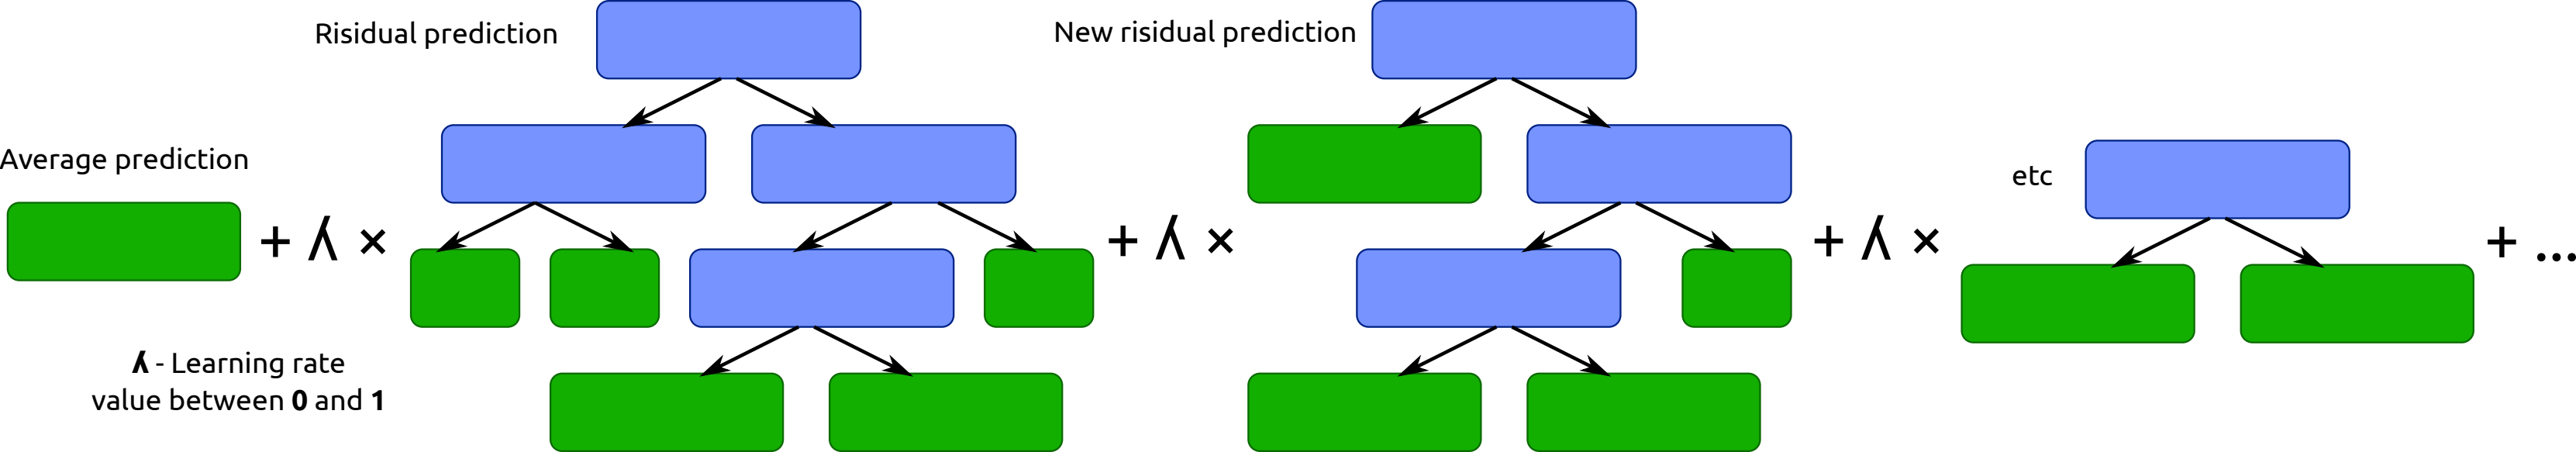 Risidual prediction
New risidual prediction
Average prediction
etc
+ ʎ ×
+ ʎ ×
+ ʎ ×
+ ...
ʎ - Learning rate
value between 0 and 1